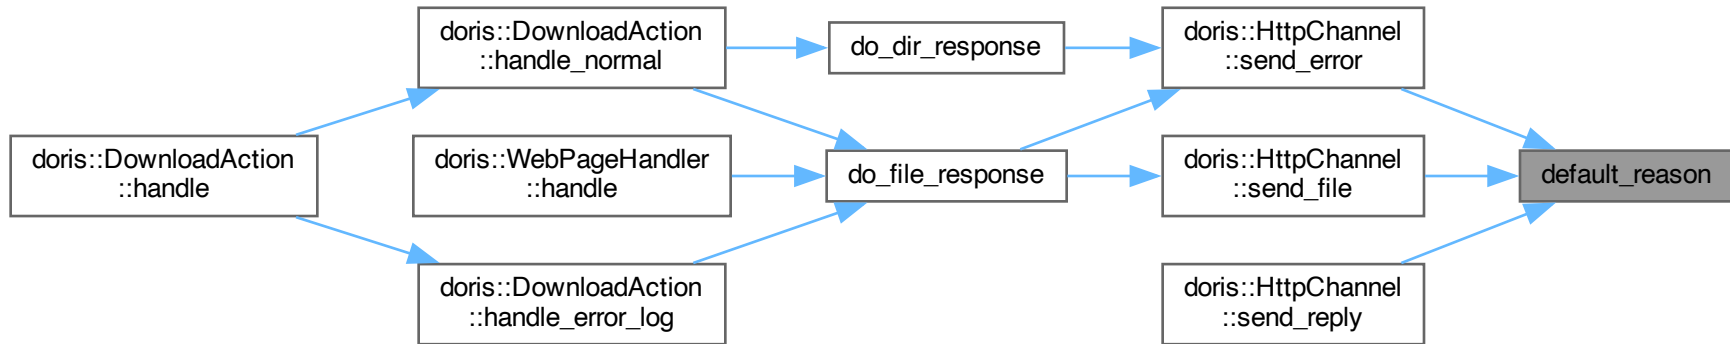 doris::DownloadAction
::handle
doris::DownloadAction
::handle_normal
doris::WebPageHandler
::handle
doris::DownloadAction
::handle_error_log
do_dir_response
do_file_response
doris::HttpChannel
::send_error
doris::HttpChannel
::send_file
doris::HttpChannel
::send_reply
default_reason